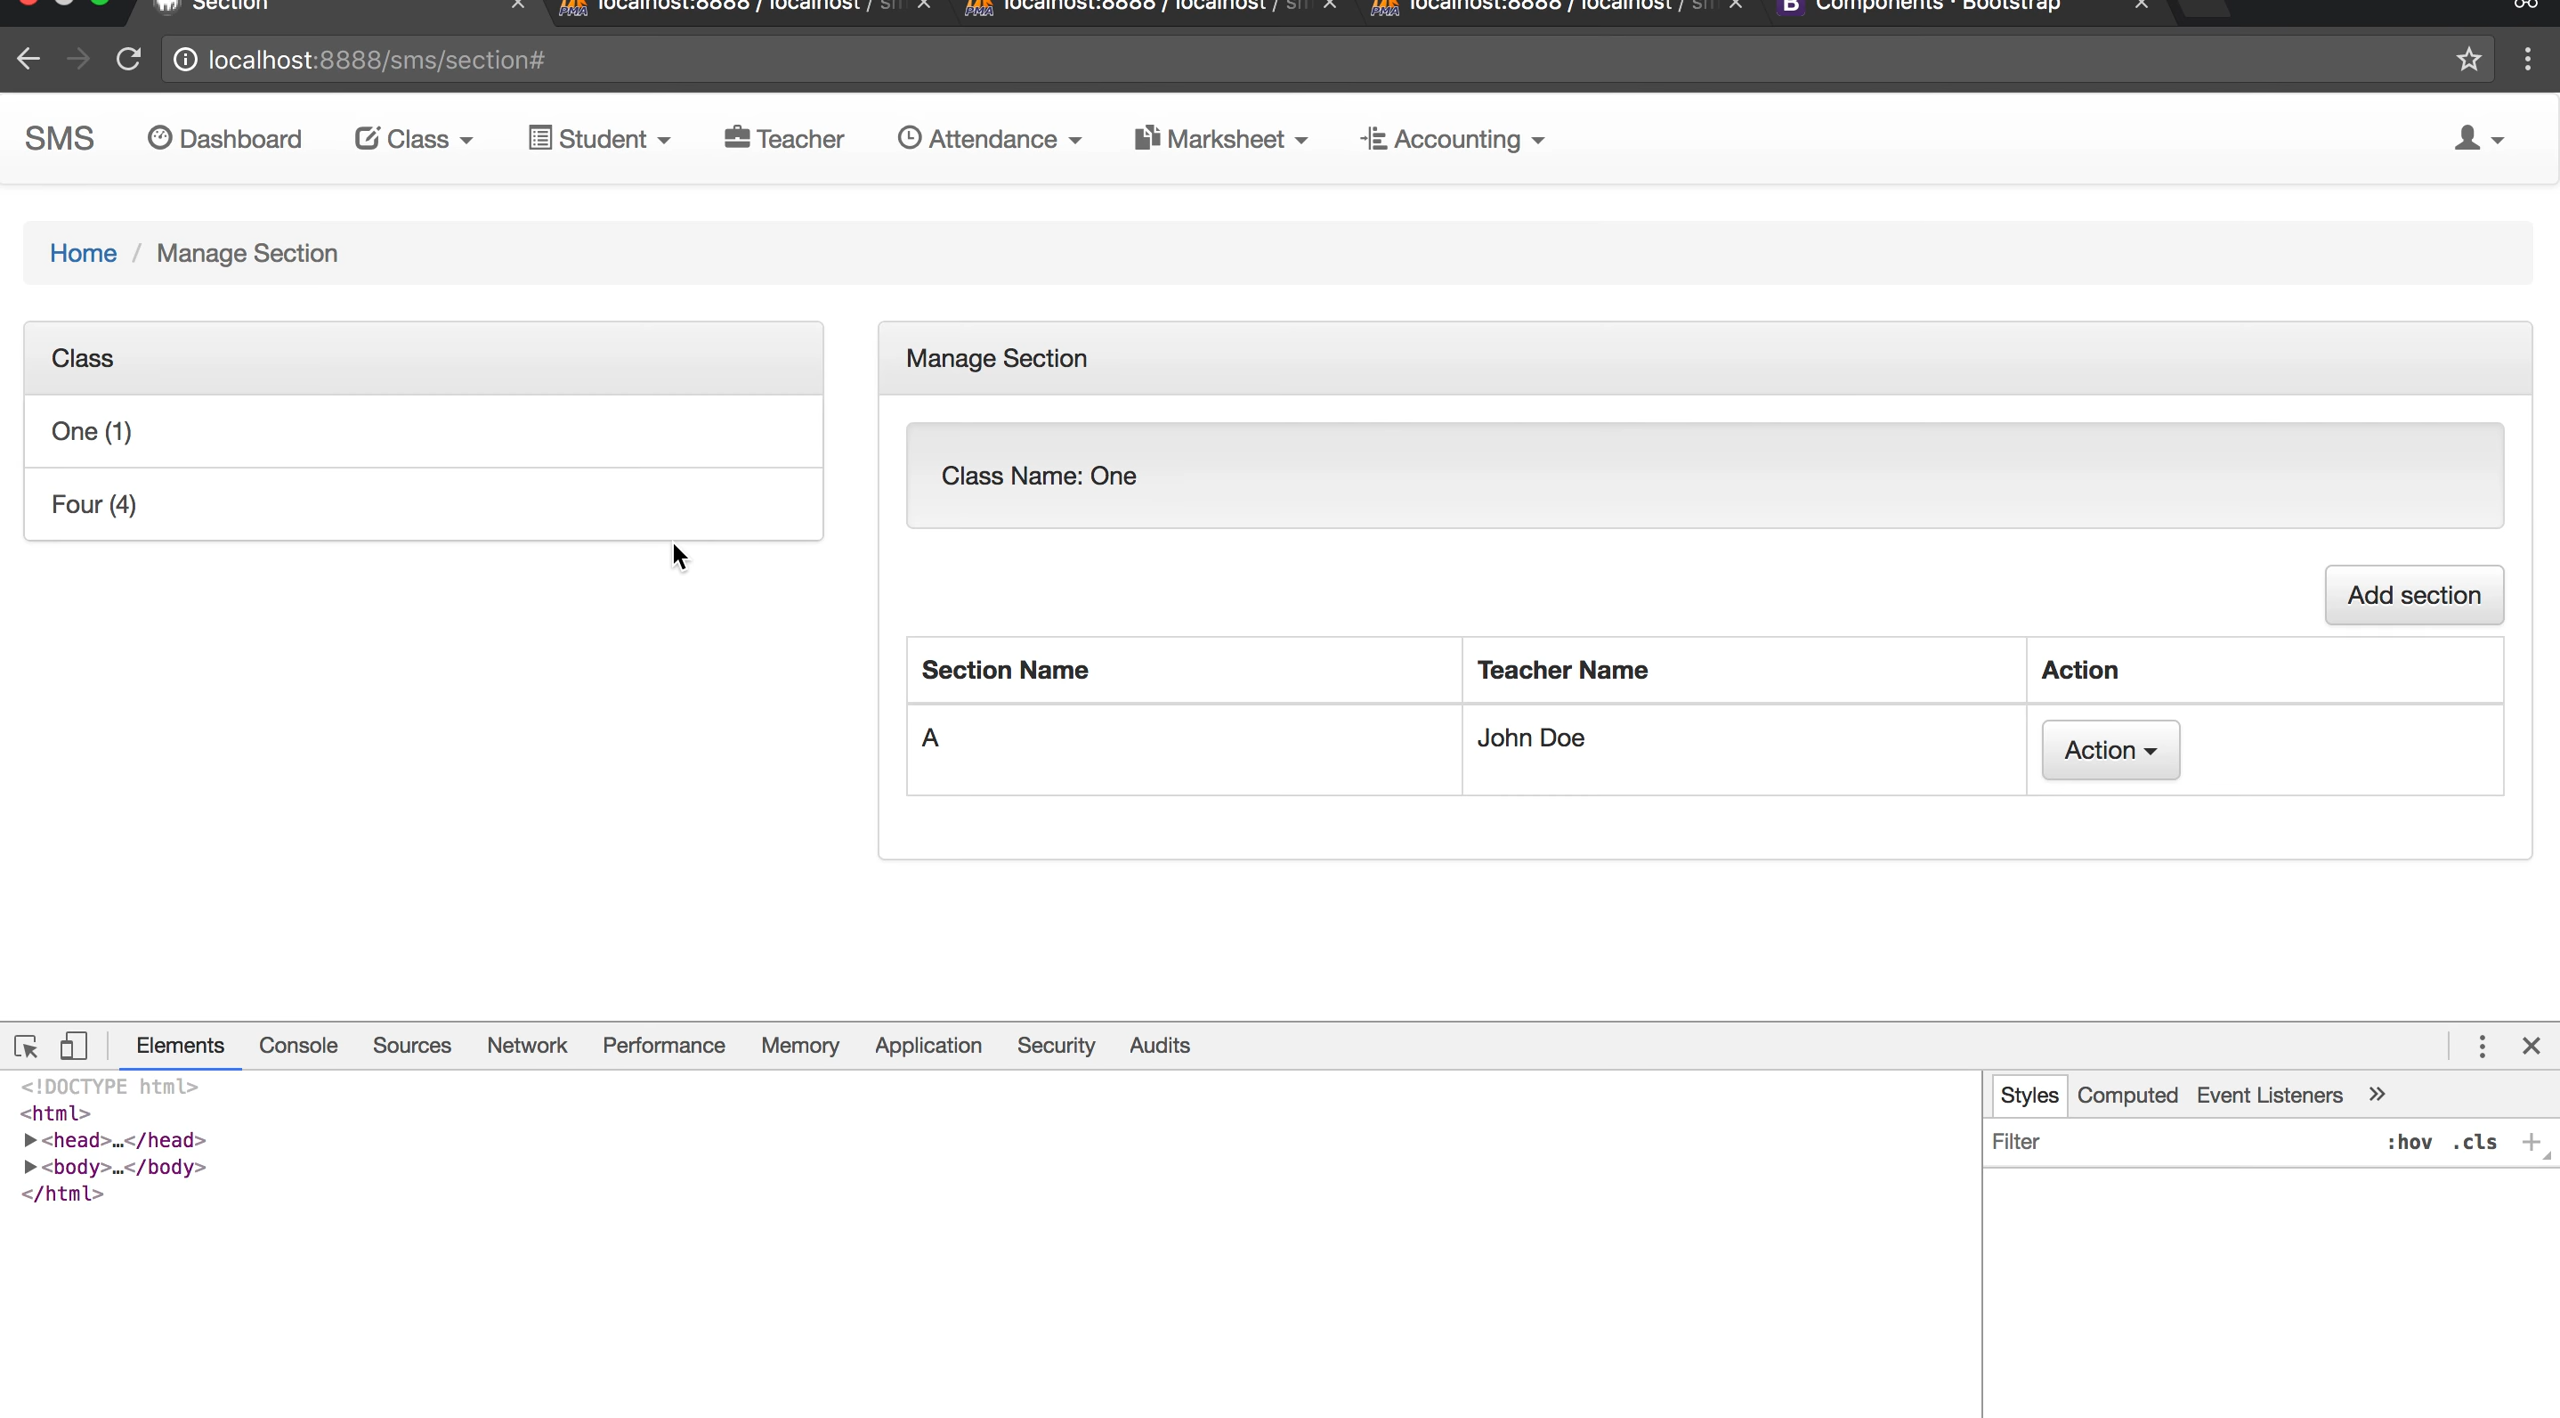 Section
localhost:8888 / localhost / sm
localhost:8888 / localhost / sm
localhost:8888 / localhost / sm
Components · Bootstrap
localhost:8888/sms/section#
SMS Dashboard Class Student Teacher Attendance Marksheet Accounting
Home / Manage Section
Class
One (1)
Four (4)
Manage Section
Class Name: One
Add section
Section Name Teacher Name Action
A John Doe Action
Elements Console Sources Network Performance Memory Application Security Audits
<!DOCTYPE html>
<html>
<head>…</head>
<body>…</body>
</html>
Styles Computed Event Listeners »
Filter :hov .cls +